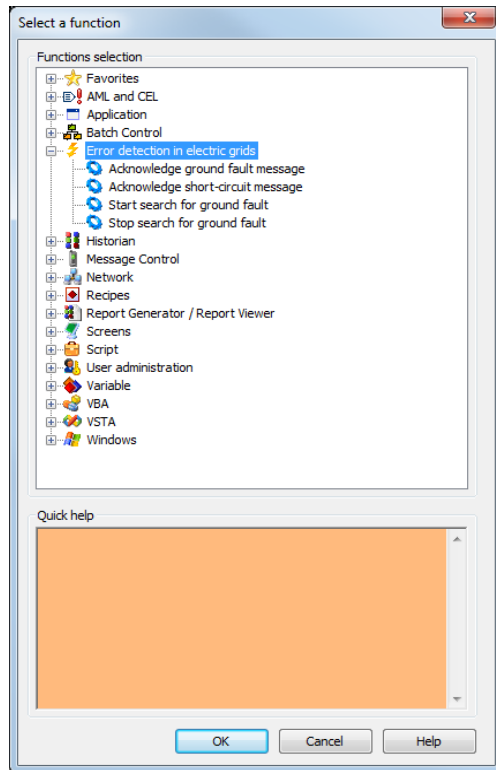 Select a function
Functions selection
Favorites
AML and CEL
Application
Batch Control
Error detection in electric grids
Acknowledge ground fault message
Acknowledge short-circuit message
Start search for ground fault
Stop search for ground fault
Historian
Message Control
Network
Recipes
Report Generator / Report Viewer
Screens
Script
User administration
Variable
VBA
VSTA
Windows
Quick help
OK Cancel Help